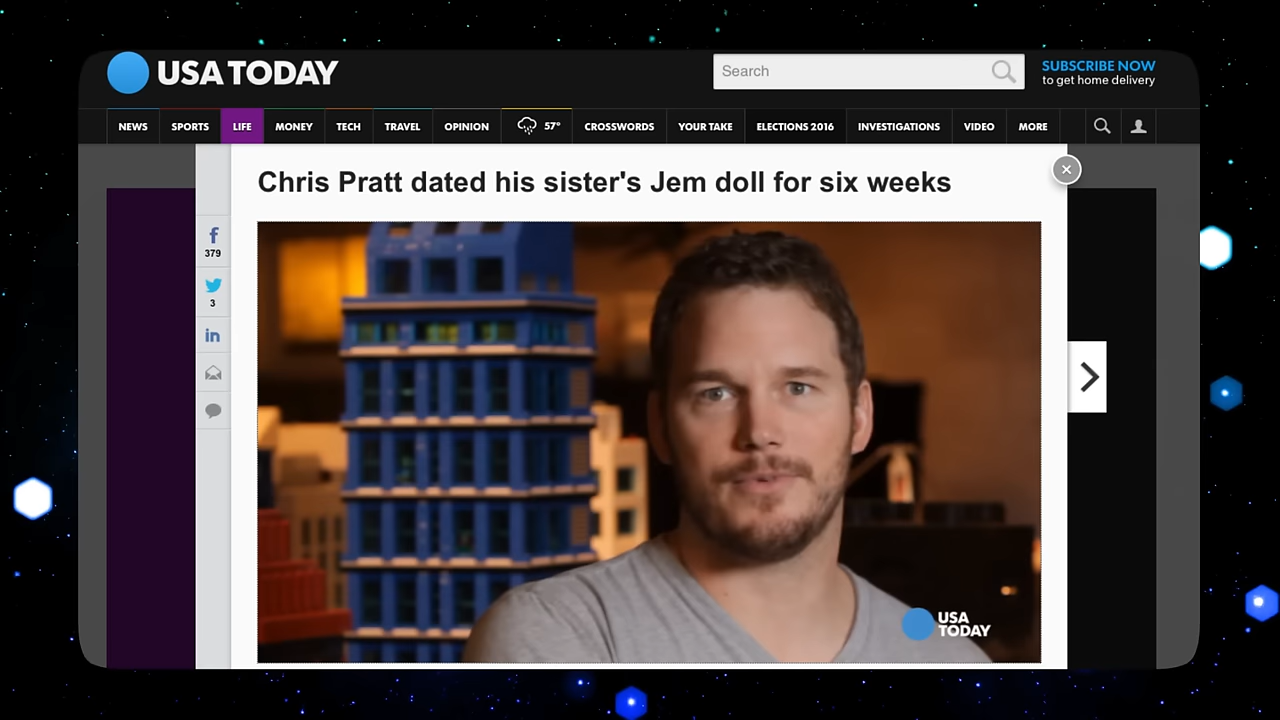 USA TODAY
Search
SUBSCRIBE NOW
to get home delivery
NEWS SPORTS LIFE MONEY TECH TRAVEL OPINION 57° CROSSWORDS YOUR TAKE ELECTIONS 2016 INVESTIGATIONS VIDEO MORE
Chris Pratt dated his sister's Jem doll for six weeks
f
379
3
in
USA
TODAY